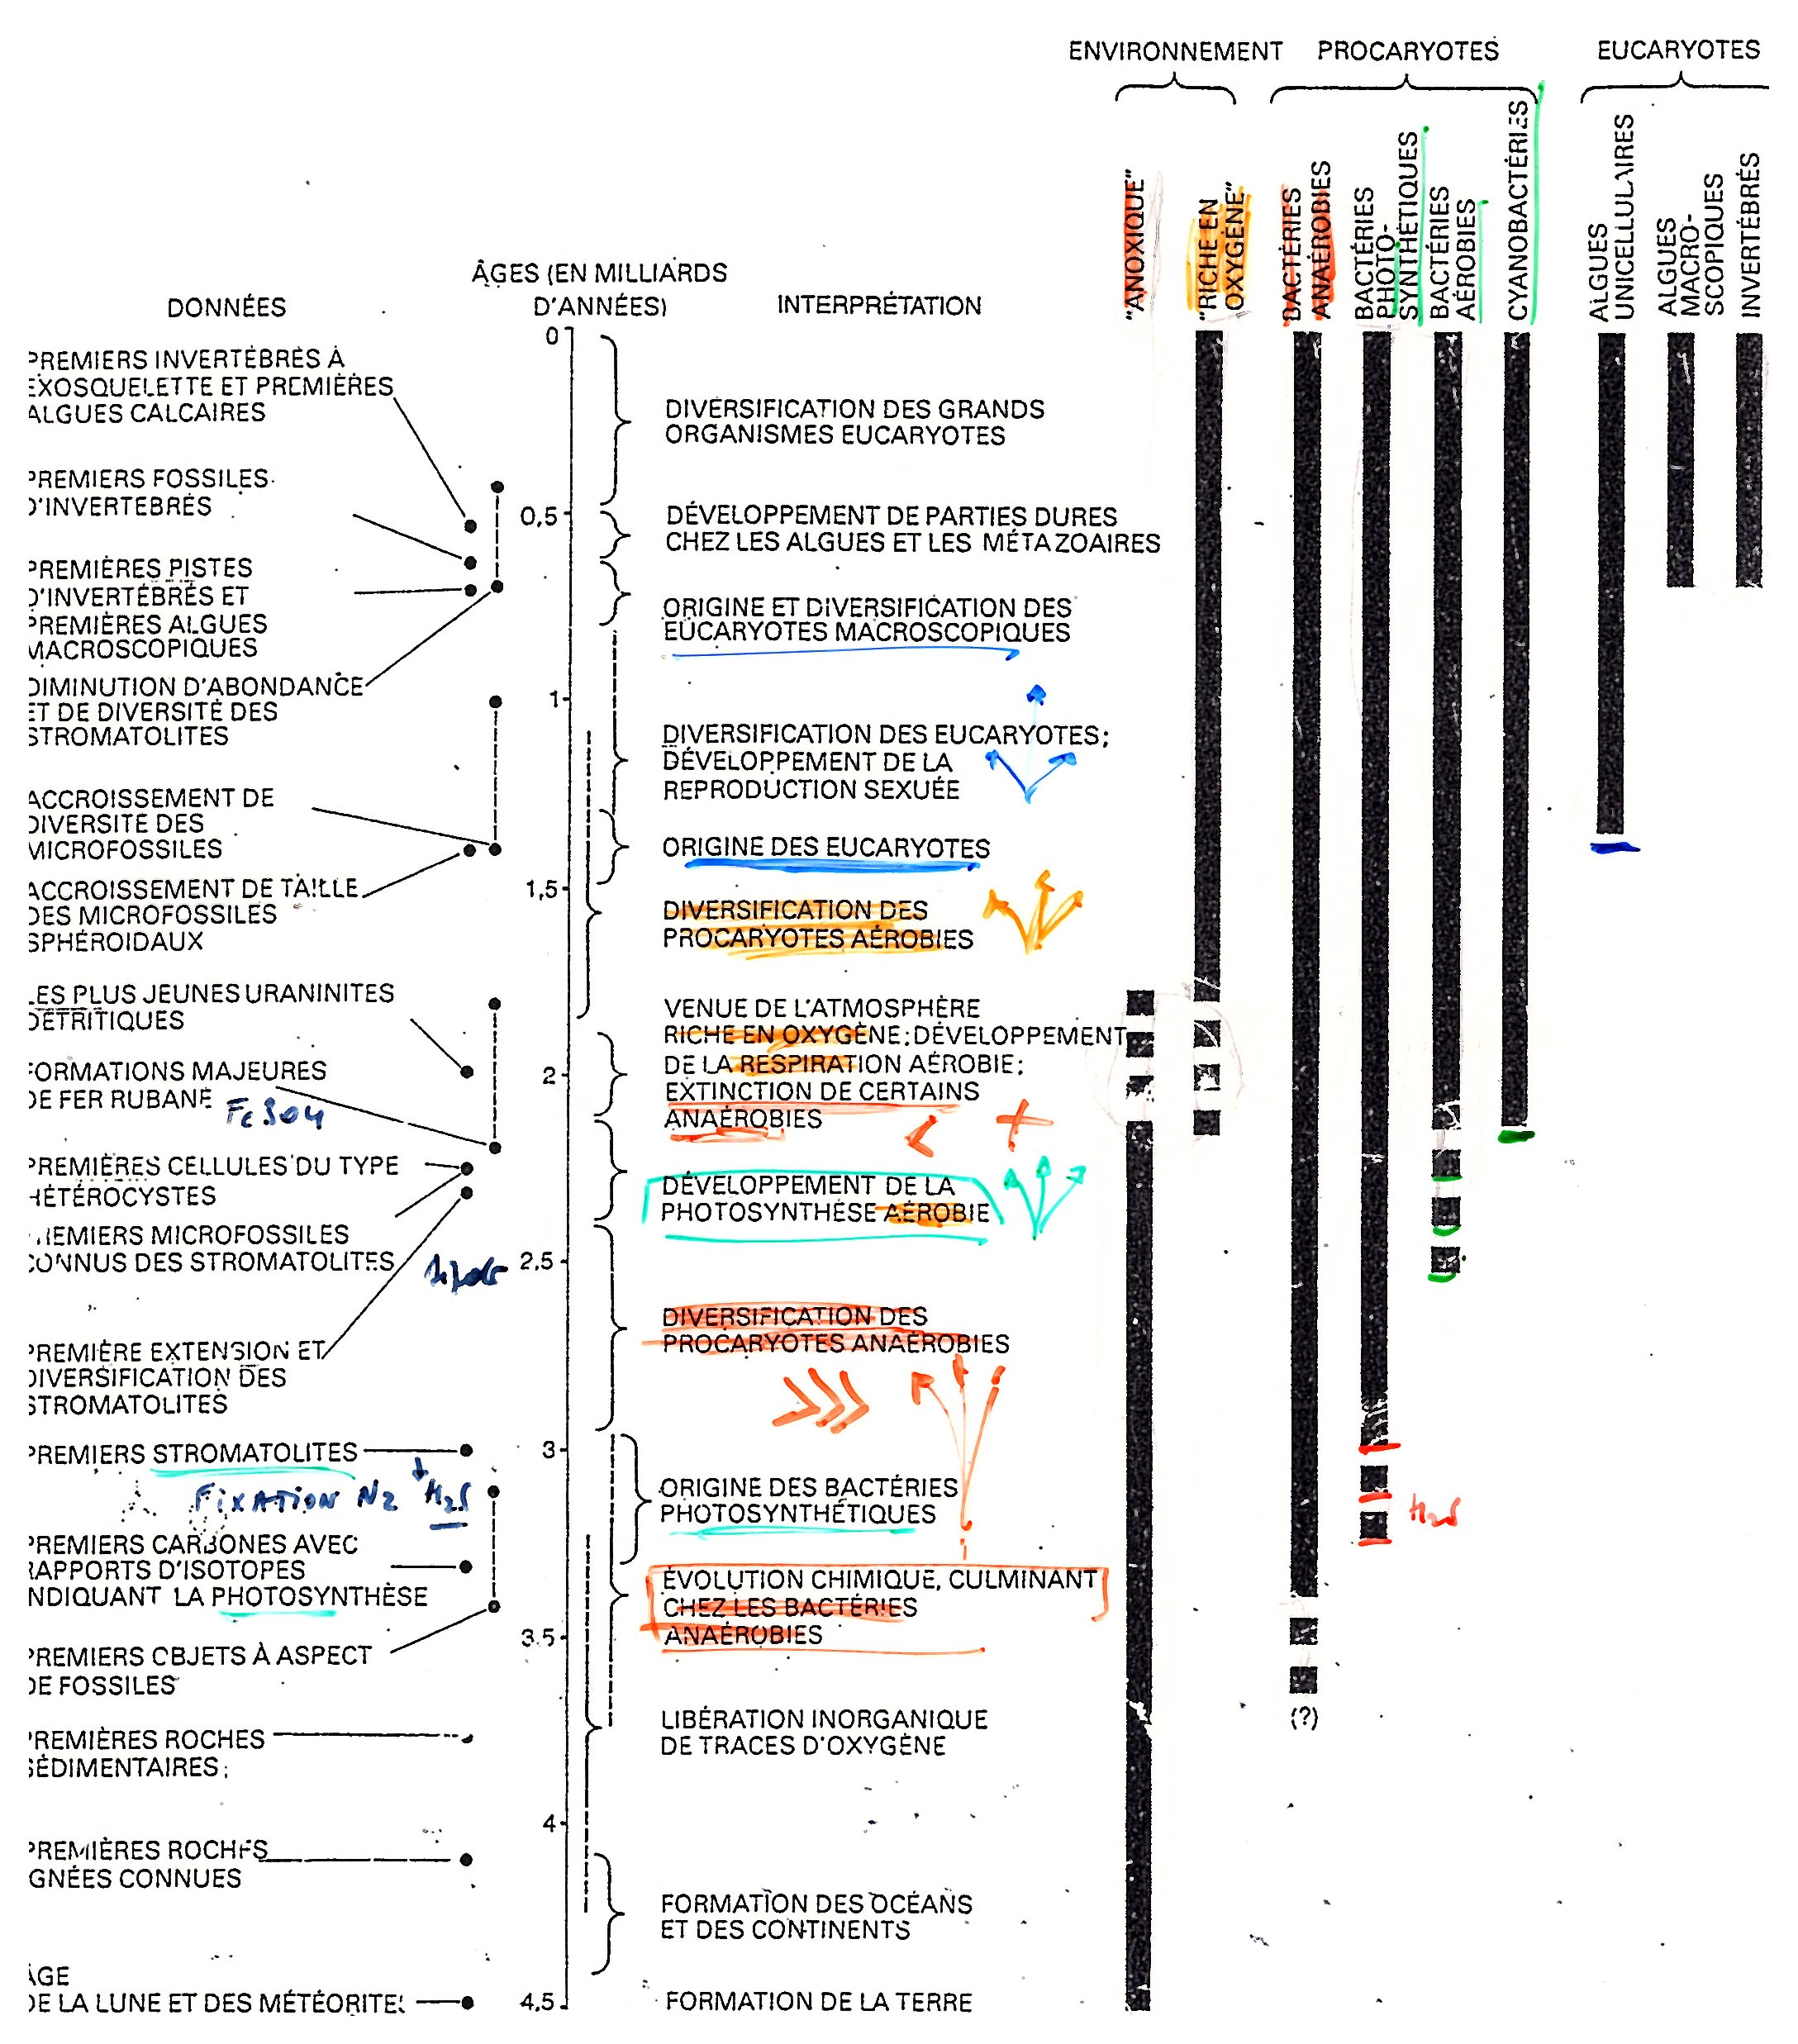 ENVIRONNEMENT
PROCARYOTES
EUCARYOTES
"ANOXIQUE"
"RICHE EN
OXYGÈNE"
BACTÉRIES
ANAÉROBIES
BACTÉRIES
PHOTO-
SYNTHÉTIQUES
BACTÉRIES
AÉROBIES
CYANOBACTÉRIES
ALGUES
UNICELLULAIRES
ALGUES
MACRO-
SCOPIQUES
INVERTÉBRÉS
DONNÉES
ÂGES (EN MILLIARDS
D'ANNÉES)
INTERPRÉTATION
PREMIERS INVERTÉBRÉS À
EXOSQUELETTE ET PREMIÈRES
ALGUES CALCAIRES
PREMIERS FOSSILES
D'INVERTEBRÉS
PREMIÈRES PISTES
D'INVERTÉBRÉS ET
PREMIÈRES ALGUES
MACROSCOPIQUES
DIMINUTION D'ABONDANCE
ET DE DIVERSITÉ DES
STROMATOLITES
ACCROISSEMENT DE
DIVERSITÉ DES
MICROFOSSILES
ACCROISSEMENT DE TAILLE
DES MICROFOSSILES
SPHÉROIDAUX
LES PLUS JEUNES URANINITES
DÉTRITIQUES
FORMATIONS MAJEURES
DE FER RUBANÉ
FeSO4
PREMIÈRES CELLULES DU TYPE
HÉTÉROCYSTES
PREMIERS MICROFOSSILES
CONNUS DES STROMATOLITES
PREMIÈRE EXTENSION ET
DIVERSIFICATION DES
STROMATOLITES
PREMIERS STROMATOLITES
FIXATION N2 H2S
PREMIERS CARBONES AVEC
RAPPORTS D'ISOTOPES
INDIQUANT LA PHOTOSYNTHÈSE
PREMIERS OBJETS À ASPECT
DE FOSSILES
PREMIÈRES ROCHES
SÉDIMENTAIRES;
PREMIÈRES ROCHES
IGNÉES CONNUES
ÂGE
DE LA LUNE ET DES MÉTÉORITES
0
0,5
1
1,5
2
2,5
3
3,5
4
4,5
DIVERSIFICATION DES GRANDS
ORGANISMES EUCARYOTES
DÉVELOPPEMENT DE PARTIES DURES
CHEZ LES ALGUES ET LES MÉTAZOAIRES
ORIGINE ET DIVERSIFICATION DES
EUCARYOTES MACROSCOPIQUES
DIVERSIFICATION DES EUCARYOTES;
DÉVELOPPEMENT DE LA
REPRODUCTION SEXUÉE
ORIGINE DES EUCARYOTES
DIVERSIFICATION DES
PROCARYOTES AÉROBIES
VENUE DE L'ATMOSPHÈRE
RICHE EN OXYGÈNE; DÉVELOPPEMENT
DE LA RESPIRATION AÉROBIE;
EXTINCTION DE CERTAINS
ANAÉROBIES
DÉVELOPPEMENT DE LA
PHOTOSYNTHÈSE AÉROBIE
DIVERSIFICATION DES
PROCARYOTES ANAÉROBIES
ORIGINE DES BACTÉRIES
PHOTOSYNTHÉTIQUES
H2S
ÉVOLUTION CHIMIQUE, CULMINANT
CHEZ LES BACTÉRIES
ANAÉROBIES
(?)
LIBÉRATION INORGANIQUE
DE TRACES D'OXYGÈNE
FORMATION DES OCÉANS
ET DES CONTINENTS
FORMATION DE LA TERRE